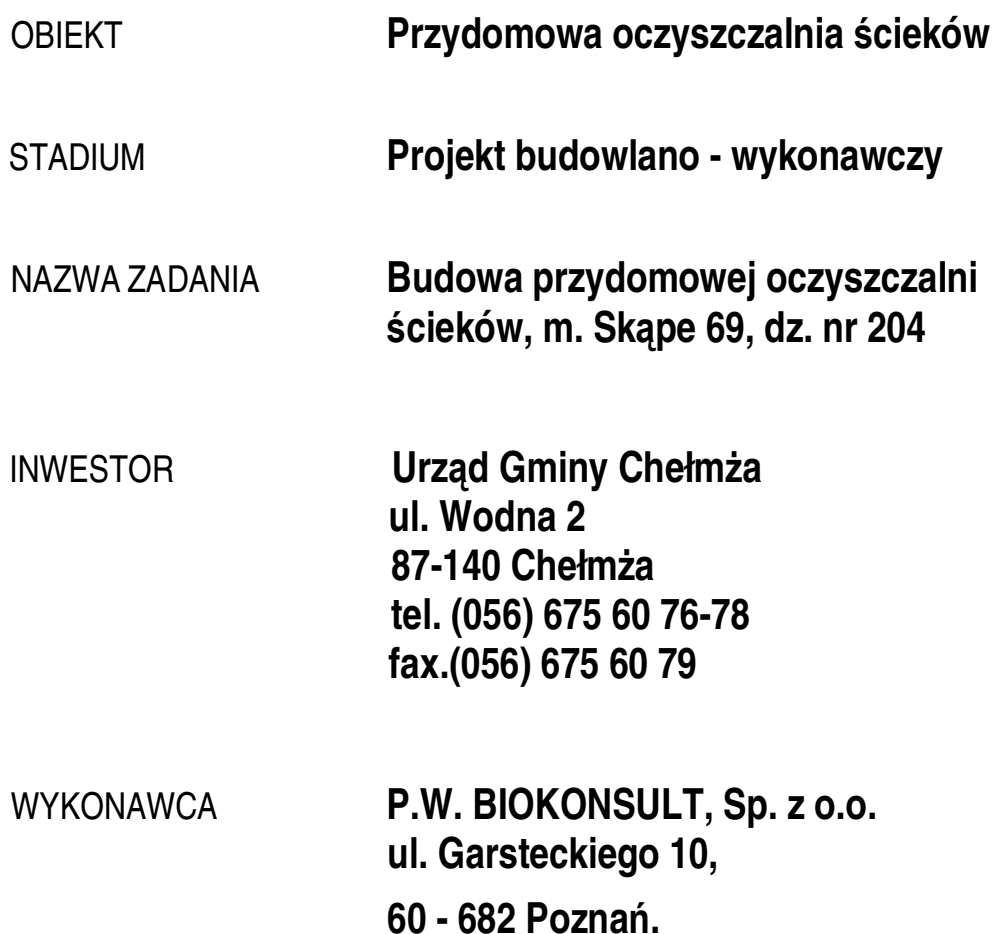 OBIEKT Przydomowa oczyszczalnia ścieków
STADIUM Projekt budowlano - wykonawczy
NAZWA ZADANIA Budowa przydomowej oczyszczalni
ścieków, m. Skąpe 69, dz. nr 204
INWESTOR Urząd Gminy Chełmża
ul. Wodna 2
87-140 Chełmża
tel. (056) 675 60 76-78
fax.(056) 675 60 79
WYKONAWCA P.W. BIOKONSULT, Sp. z o.o.
ul. Garsteckiego 10,
60 - 682 Poznań.